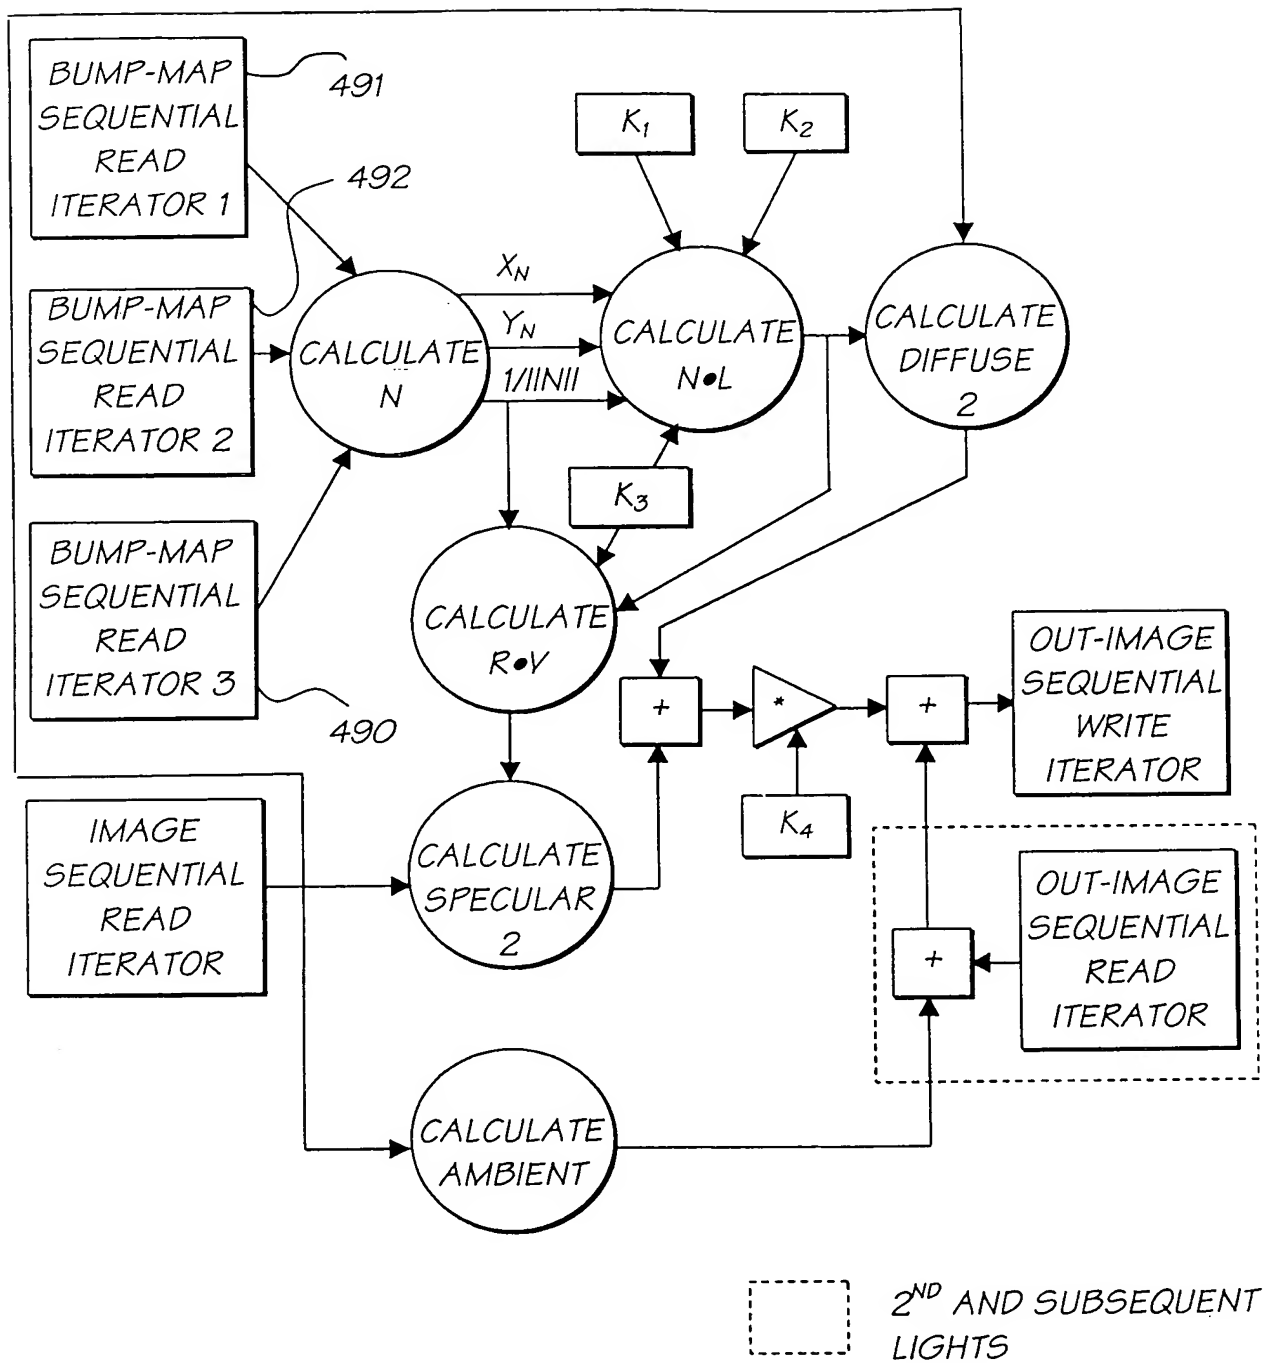 BUMP-MAP
SEQUENTIAL
READ
ITERATOR 1
491
K1
K2
492
BUMP-MAP
SEQUENTIAL
READ
ITERATOR 2
CALCULATE
N
XN
YN
1/||N||
CALCULATE
N•L
CALCULATE
DIFFUSE
2
K3
BUMP-MAP
SEQUENTIAL
READ
ITERATOR 3
490
CALCULATE
R•V
+
*
+
OUT-IMAGE
SEQUENTIAL
WRITE
ITERATOR
K4
IMAGE
SEQUENTIAL
READ
ITERATOR
CALCULATE
SPECULAR
2
+
OUT-IMAGE
SEQUENTIAL
READ
ITERATOR
CALCULATE
AMBIENT
2ND AND SUBSEQUENT
LIGHTS